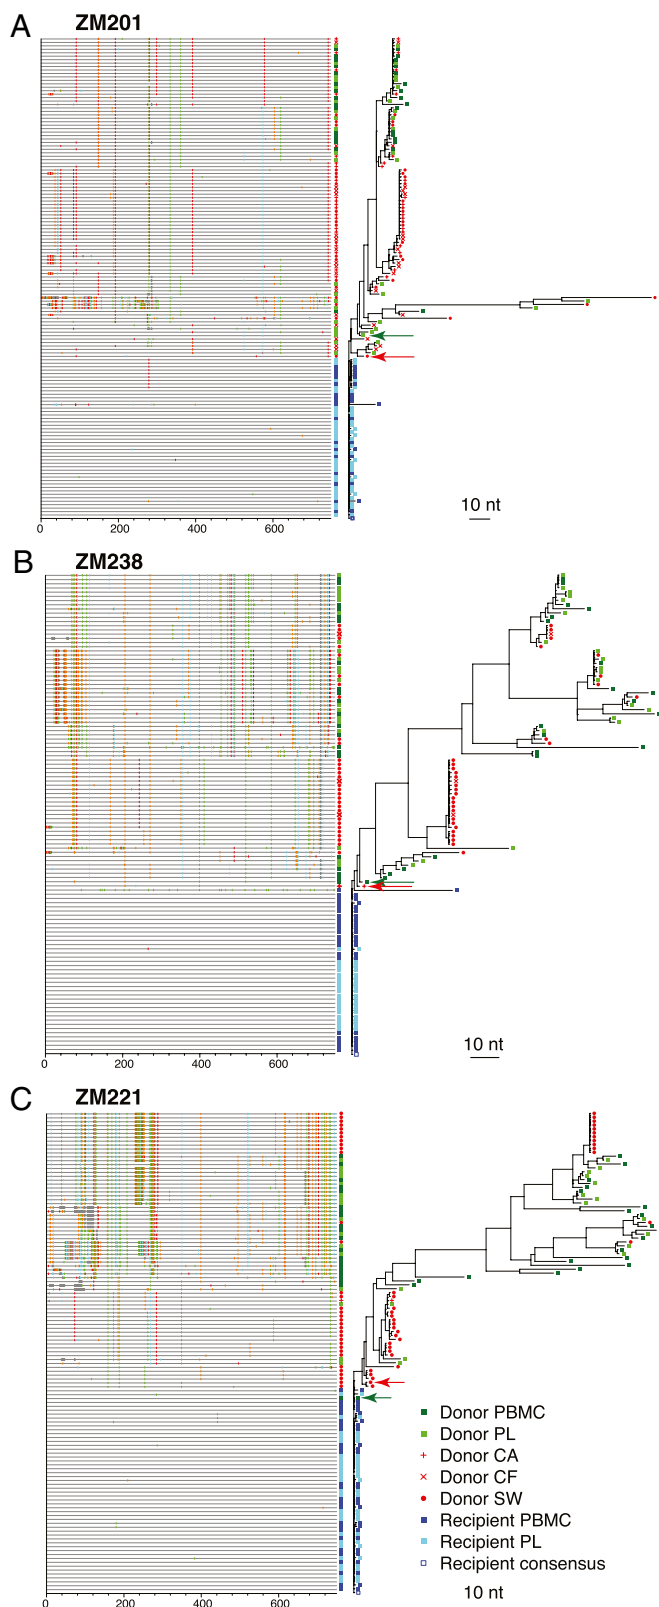 A
ZM201
10 nt
0
200
400
600
B
ZM238
10 nt
0
200
400
600
C
ZM221
Donor PBMC
Donor PL
Donor CA
Donor CF
Donor SW
Recipient PBMC
Recipient PL
Recipient consensus
10 nt
0
200
400
600